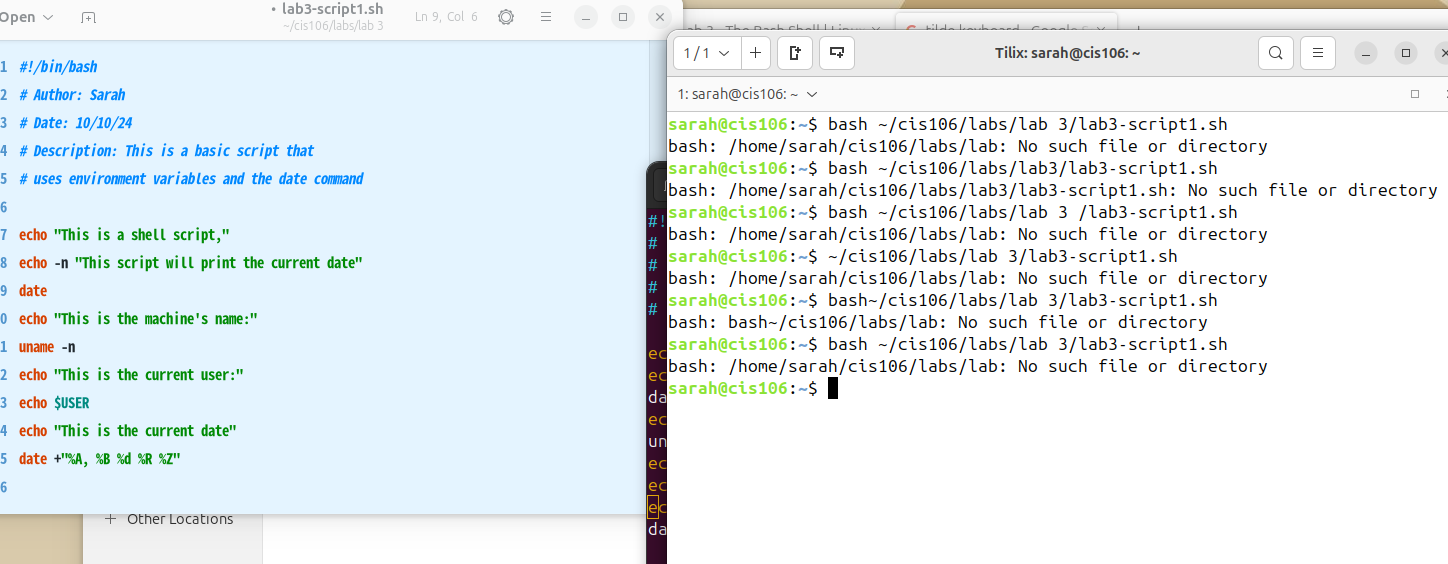 Open
• lab3-script1.sh
~/cis106/labs/lab 3
Ln 9, Col 6
1 #!/bin/bash
2 # Author: Sarah
3 # Date: 10/10/24
4 # Description: This is a basic script that
5 # uses environment variables and the date command
6
7 echo "This is a shell script,"
8 echo -n "This script will print the current date"
9 date
0 echo "This is the machine's name:"
1 uname -n
2 echo "This is the current user:"
3 echo $USER
4 echo "This is the current date"
5 date +"%A, %B %d %R %Z"
6
+ Other Locations
#!
#
#
#
#
ec
ec
da
ec
un
ec
ec
ec
da
1 / 1
Tilix: sarah@cis106: ~
1: sarah@cis106: ~
sarah@cis106:~$ bash ~/cis106/labs/lab 3/lab3-script1.sh
bash: /home/sarah/cis106/labs/lab: No such file or directory
sarah@cis106:~$ bash ~/cis106/labs/lab3/lab3-script1.sh
bash: /home/sarah/cis106/labs/lab3/lab3-script1.sh: No such file or directory
sarah@cis106:~$ bash ~/cis106/labs/lab 3 /lab3-script1.sh
bash: /home/sarah/cis106/labs/lab: No such file or directory
sarah@cis106:~$ ~/cis106/labs/lab 3/lab3-script1.sh
bash: /home/sarah/cis106/labs/lab: No such file or directory
sarah@cis106:~$ bash~/cis106/labs/lab 3/lab3-script1.sh
bash: bash~/cis106/labs/lab: No such file or directory
sarah@cis106:~$ bash ~/cis106/labs/lab 3/lab3-script1.sh
bash: /home/sarah/cis106/labs/lab: No such file or directory
sarah@cis106:~$